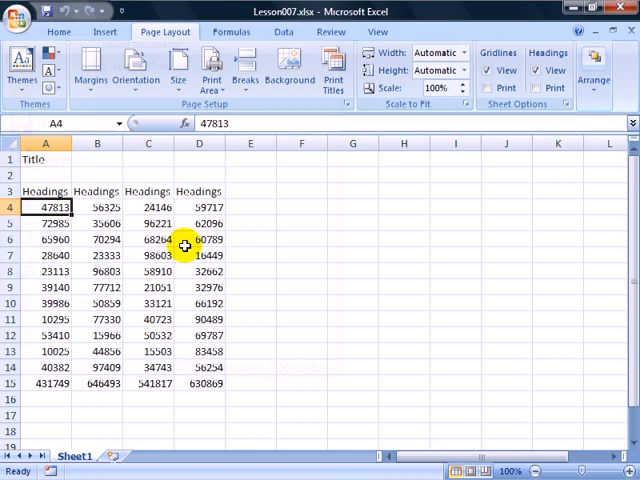 Lesson007.xlsx - Microsoft Excel
Home Insert Page Layout Formulas Data Review View
Themes Margins Orientation Size Print Area Breaks Background Print Titles Width: Automatic Height: Automatic Scale: 100% Gridlines View Print Headings View Print Arrange
Themes Page Setup Scale to Fit Sheet Options
A4 fx 47813
A B C D E F G H I J K L
1 Title
2
3 Headings Headings Headings Headings
4 47813 56325 24146 59717
5 72985 35606 96221 62096
6 65960 70294 68264 60789
7 28640 23333 98603 16449
8 23113 96803 58910 32662
9 39140 77712 21051 32976
10 39986 50859 33121 66192
11 10295 77330 40723 90489
12 53410 15966 50532 69787
13 10025 44856 15503 83458
14 40382 97409 34743 56254
15 431749 646493 541817 630869
16
17
18
19
Sheet1
Ready 100%